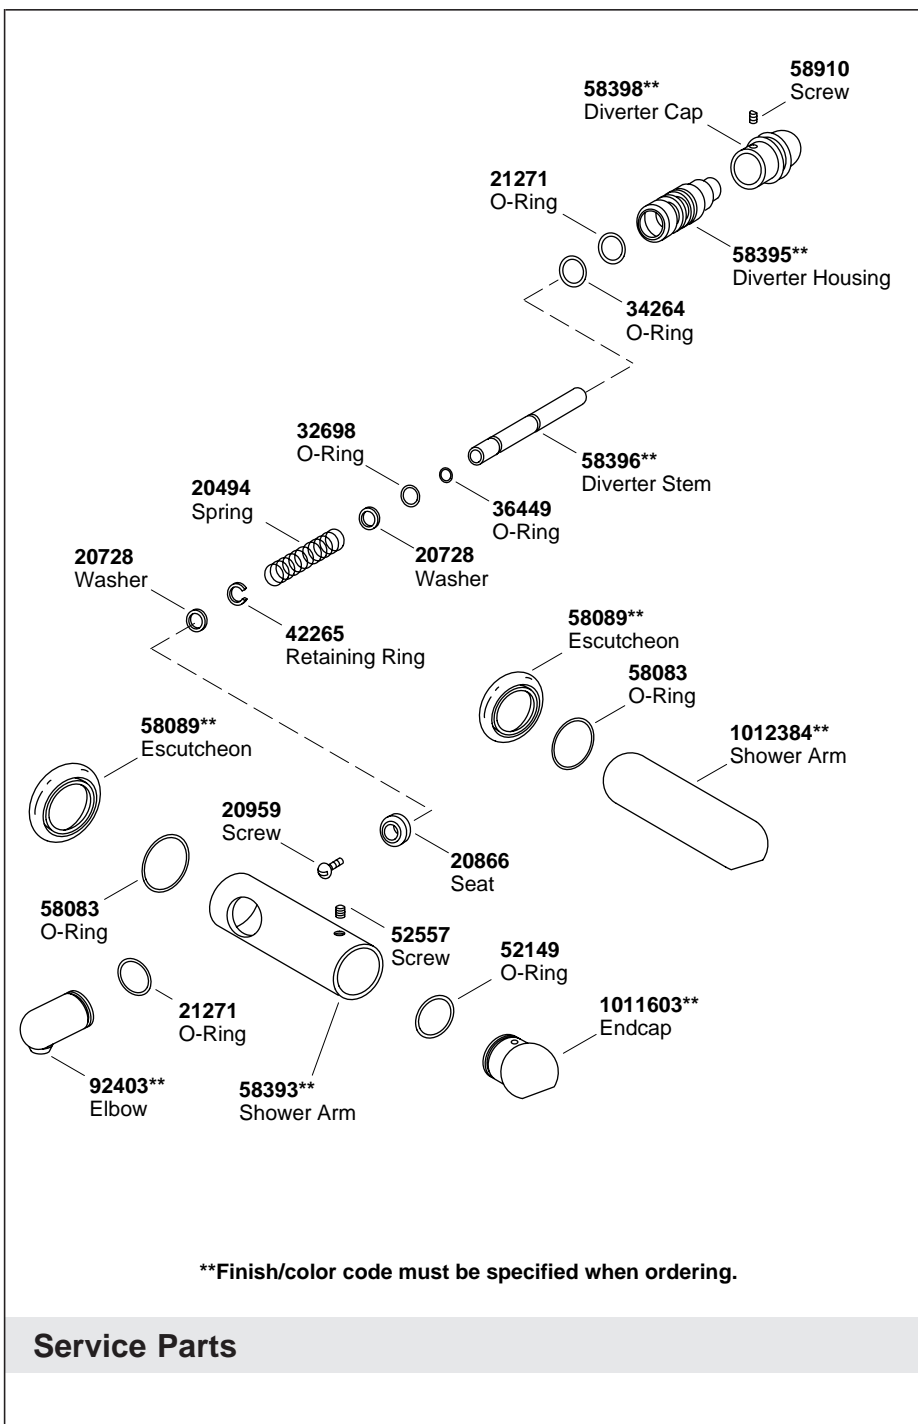 58910
Screw
58398**
Diverter Cap
21271
O-Ring
58395**
Diverter Housing
34264
O-Ring
32698
O-Ring
58396**
Diverter Stem
20494
Spring
36449
O-Ring
20728
Washer
20728
Washer
42265
Retaining Ring
58089**
Escutcheon
58083
O-Ring
58089**
Escutcheon
1012384**
Shower Arm
20959
Screw
20866
Seat
58083
O-Ring
52557
Screw
52149
O-Ring
21271
O-Ring
1011603**
Endcap
92403**
Elbow
58393**
Shower Arm
**Finish/color code must be specified when ordering.
Service Parts